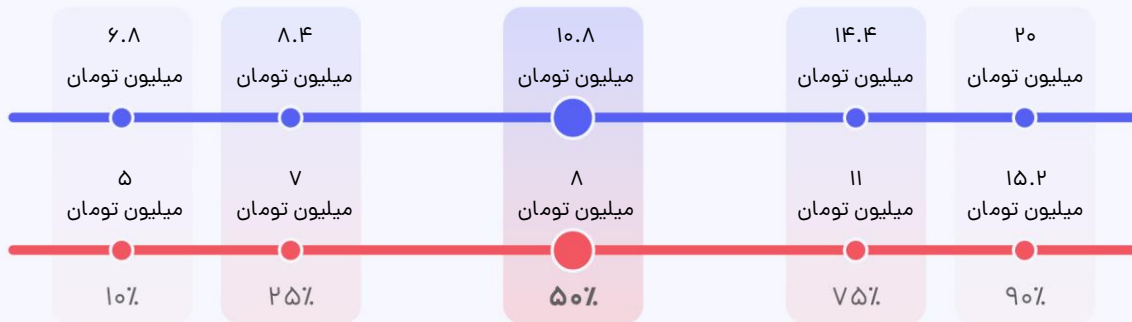 ۶.۸ ۸.۴ ۱۰.۸ ۱۴.۴ ۲۰
میلیون تومان میلیون تومان میلیون تومان میلیون تومان میلیون تومان
۵ ۷ ۸ ۱۱ ۱۵.۲
میلیون تومان میلیون تومان میلیون تومان میلیون تومان میلیون تومان
۱۰٪ ۲۵٪ ۵۰٪ ۷۵٪ ۹۰٪